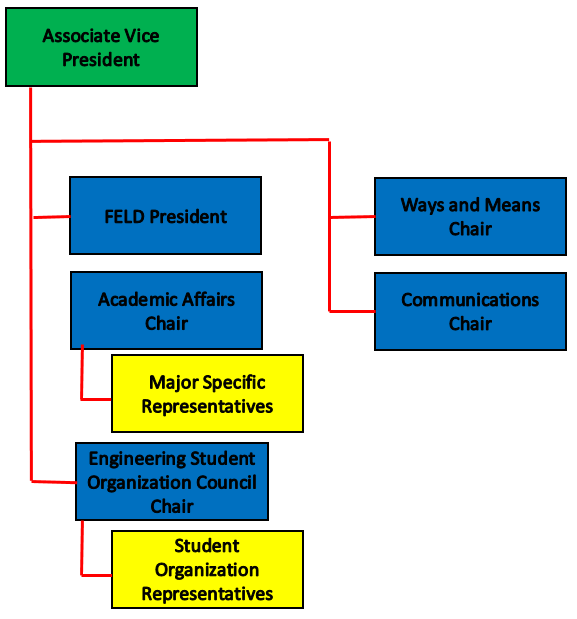 Associate Vice
President
FELD President
Ways and Means
Chair
Academic Affairs
Chair
Communications
Chair
Major Specific
Representatives
Engineering Student
Organization Council
Chair
Student
Organization
Representatives